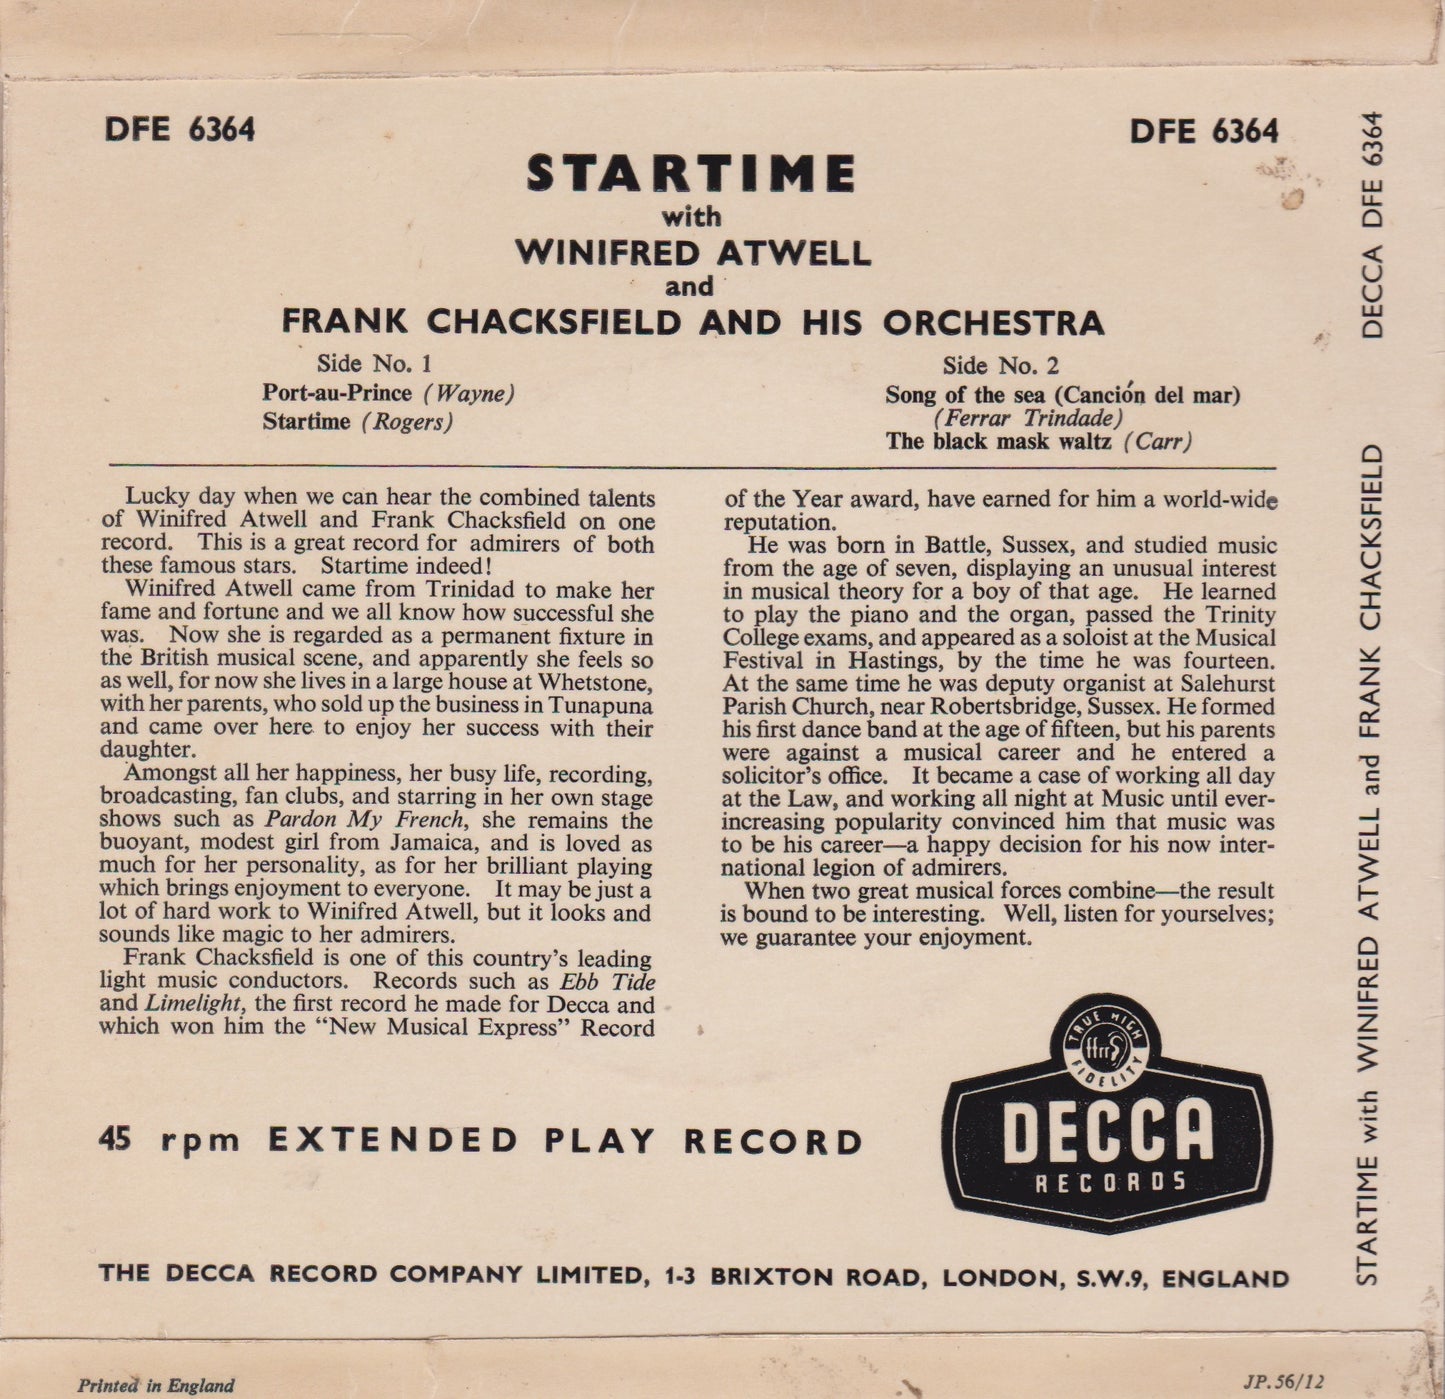 DFE 6364
DFE 6364
STARTIME
with
WINIFRED ATWELL
and
FRANK CHACKSFIELD AND HIS ORCHESTRA
Side No. 1
Port-au-Prince (Wayne)
Startime (Rogers)
Side No. 2
Song of the sea (Canción del mar)
(Ferrar Trindade)
The black mask waltz (Carr)
Lucky day when we can hear the combined talents
of Winifred Atwell and Frank Chacksfield on one
record. This is a great record for admirers of both
these famous stars. Startime indeed!
Winifred Atwell came from Trinidad to make her
fame and fortune and we all know how successful she
was. Now she is regarded as a permanent fixture in
the British musical scene, and apparently she feels so
as well, for now she lives in a large house at Whetstone,
with her parents, who sold up the business in Tunapuna
and came over here to enjoy her success with their
daughter.
Amongst all her happiness, her busy life, recording,
broadcasting, fan clubs, and starring in her own stage
shows such as Pardon My French, she remains the
buoyant, modest girl from Jamaica, and is loved as
much for her personality, as for her brilliant playing
which brings enjoyment to everyone. It may be just a
lot of hard work to Winifred Atwell, but it looks and
sounds like magic to her admirers.
Frank Chacksfield is one of this country's leading
light music conductors. Records such as Ebb Tide
and Limelight, the first record he made for Decca and
which won him the "New Musical Express" Record
of the Year award, have earned for him a world-wide
reputation.
He was born in Battle, Sussex, and studied music
from the age of seven, displaying an unusual interest
in musical theory for a boy of that age. He learned
to play the piano and the organ, passed the Trinity
College exams, and appeared as a soloist at the Musical
Festival in Hastings, by the time he was fourteen.
At the same time he was deputy organist at Salehurst
Parish Church, near Robertsbridge, Sussex. He formed
his first dance band at the age of fifteen, but his parents
were against a musical career and he entered a
solicitor's office. It became a case of working all day
at the Law, and working all night at Music until ever-
increasing popularity convinced him that music was
to be his career—a happy decision for his now inter-
national legion of admirers.
When two great musical forces combine—the result
is bound to be interesting. Well, listen for yourselves;
we guarantee your enjoyment.
45 rpm EXTENDED PLAY RECORD
TRUE HIGH
ffrr
FIDELITY
DECCA
RECORDS
THE DECCA RECORD COMPANY LIMITED, 1-3 BRIXTON ROAD, LONDON, S.W.9, ENGLAND
Printed in England
JP.56/12
STARTIME with WINIFRED ATWELL and FRANK CHACKSFIELD DECCA DFE 6364